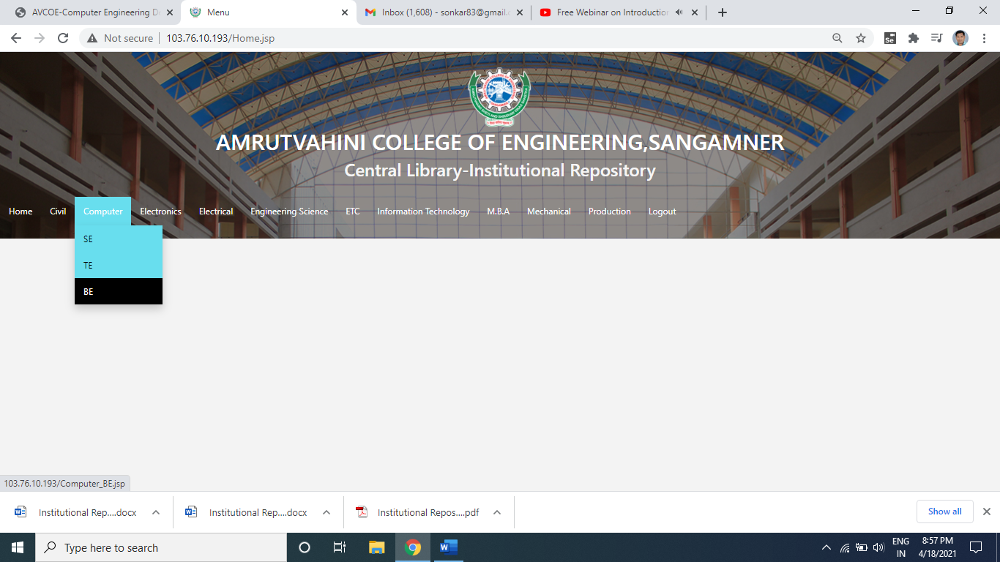 AVCOE-Computer Engineering D
Menu
Inbox (1,608) - sonkar83@gmail.
Free Webinar on Introduction
Not secure
103.76.10.193/Home.jsp
Se
AMRUTVAHINI COLLEGE OF ENGINEERING,SANGAMNER
Central Library-Institutional Repository
Home Civil Computer Electronics Electrical Engineering Science ETC Information Technology M.B.A Mechanical Production Logout
SE
TE
BE
103.76.10.193/Computer_BE.jsp
Institutional Rep....docx
Institutional Rep....docx
Institutional Repos....pdf
Show all
Type here to search
ENG
IN
8:57 PM
4/18/2021